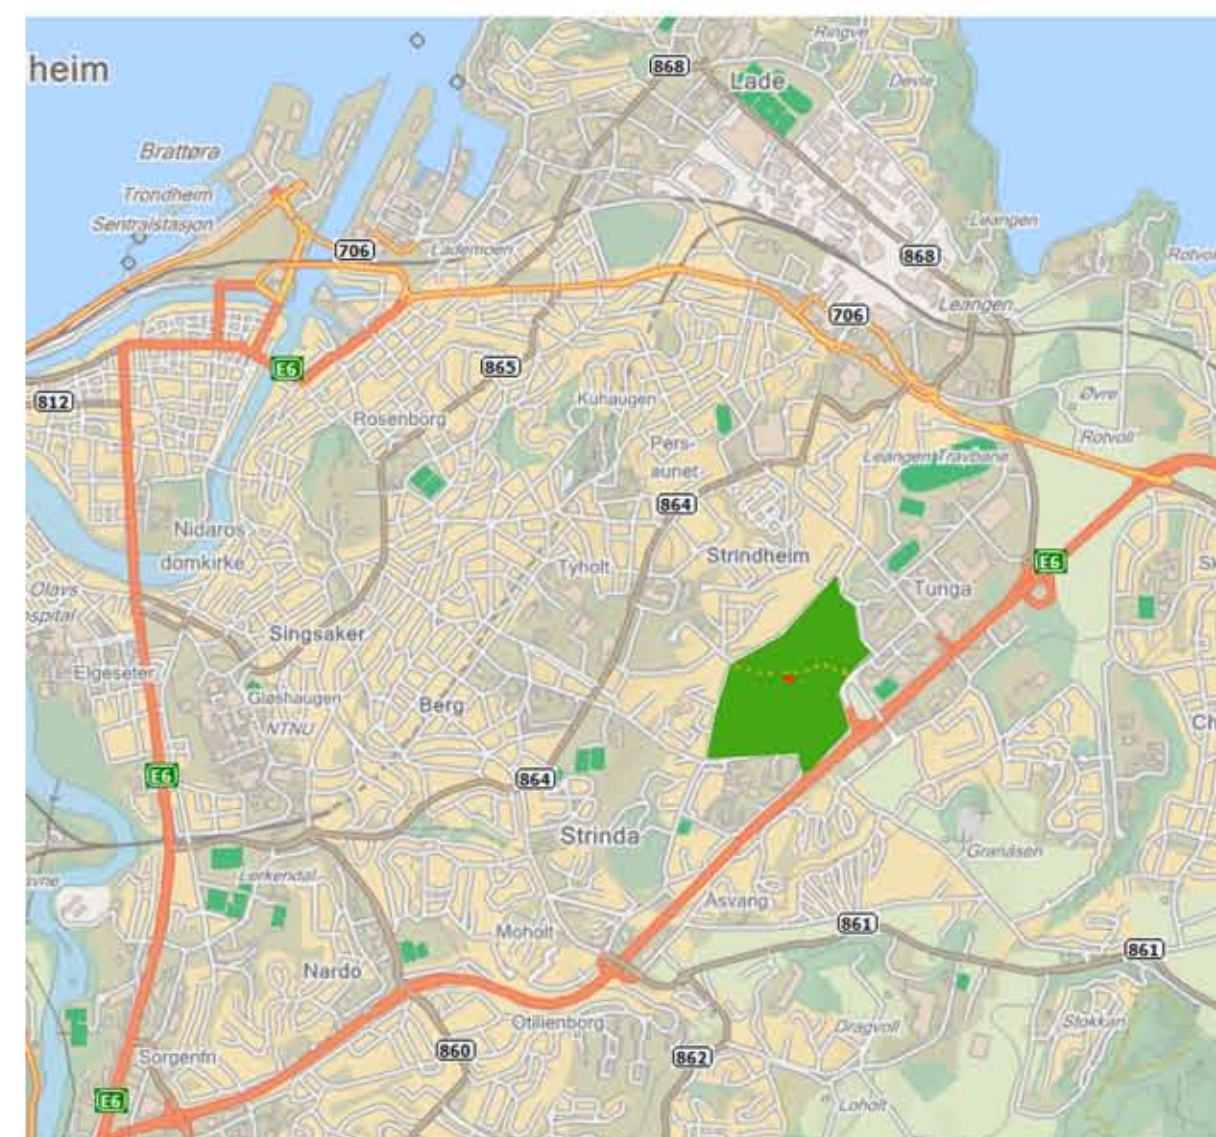 Ringve
868
heim
Lade
Devle
Brattøra
Trondheim
Sentralstasjon
Leangen
706
Lademoen
868
Leangen
706
E6
865
812
Kuhaugen
Øvre
Rotvoll
Rosenborg
Pers-
aunet
Leangen Travbane
864
Nidaros
domkirke
Strindheim
E6
Tyholt
Tunga
Olavs
Singsaker
Elgeseter
Gløshaugen
NTNU
Berg
Ch
E6
864
Strinda
Granåsen
Lerkendal
Åsvang
861
Moholt
861
Nardo
Otilienborg
Dragvoll
Stokkan
Sorgenfri
860
862
E6
Loholt